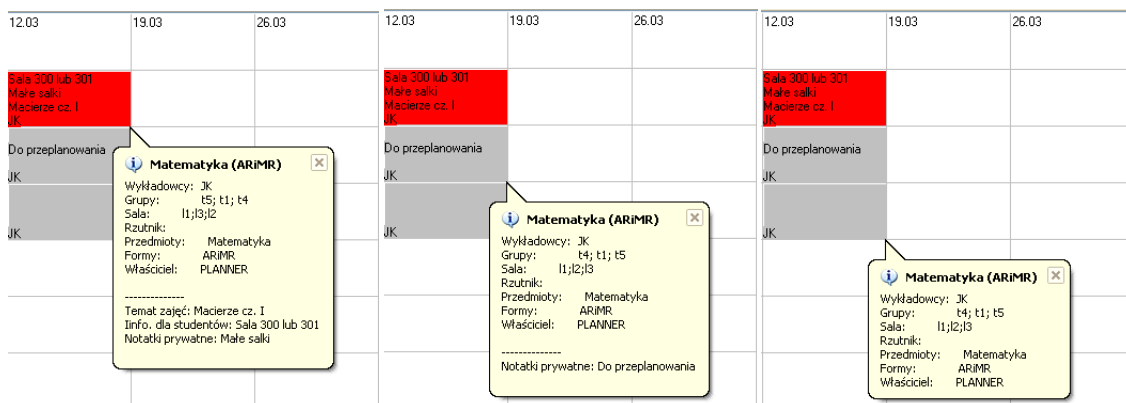 12.03 19.03 26.03
Sala 300 lub 301
Małe salki
Macierze cz. I
JK
Do przeplanowania
JK
JK
Matematyka (ARiMR)
Wykładowcy: JK
Grupy: t5; t1; t4
Sala: l1;l3;l2
Rzutnik:
Przedmioty: Matematyka
Formy: ARiMR
Właściciel: PLANNER
--------------
Temat zajęć: Macierze cz. I
Iinfo. dla studentów: Sala 300 lub 301
Notatki prywatne: Małe salki
12.03 19.03 26.03
Sala 300 lub 301
Małe salki
Macierze cz. I
JK
Do przeplanowania
JK
JK
Matematyka (ARiMR)
Wykładowcy: JK
Grupy: t4; t1; t5
Sala: l1;l2;l3
Rzutnik:
Przedmioty: Matematyka
Formy: ARiMR
Właściciel: PLANNER
--------------
Notatki prywatne: Do przeplanowania
12.03 19.03 26.03
Sala 300 lub 301
Małe salki
Macierze cz. I
JK
Do przeplanowania
JK
JK
Matematyka (ARiMR)
Wykładowcy: JK
Grupy: t4; t1; t5
Sala: l1;l2;l3
Rzutnik:
Przedmioty: Matematyka
Formy: ARiMR
Właściciel: PLANNER